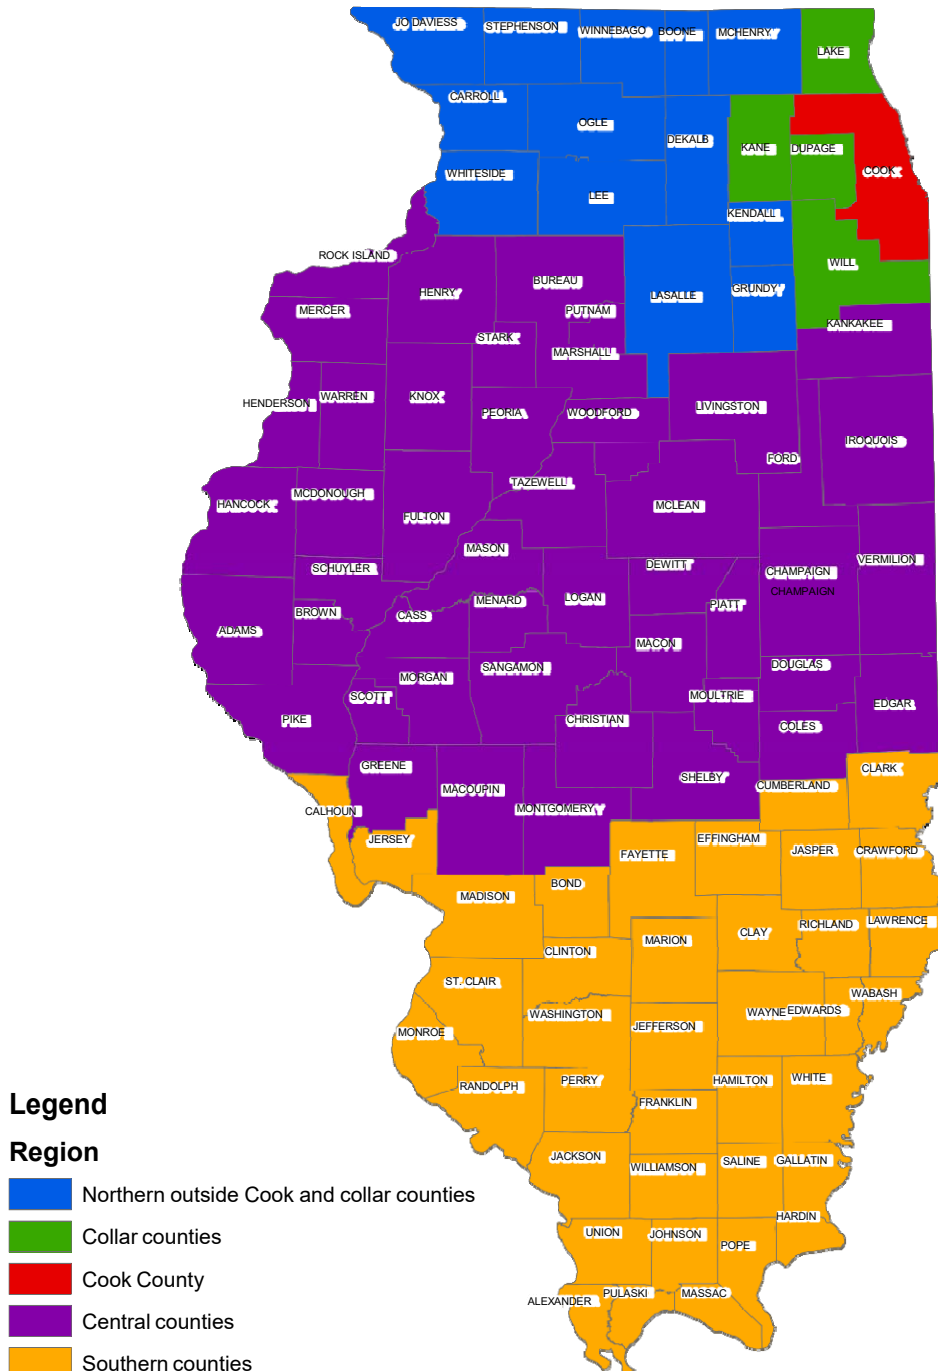 JO DAVIESS
STEPHENSON
WINNEBAGO
BOONE
MCHENRY
LAKE
CARROLL
OGLE
DEKALB
KANE
DUPAGE
COOK
WHITESIDE
LEE
KENDALL
ROCK ISLAND
WILL
HENRY
BUREAU
LASALLE
GRUNDY
MERCER
PUTNAM
KANKAKEE
STARK
MARSHALL
HENDERSON
WARREN
KNOX
PEORIA
WOODFORD
LIVINGSTON
IROQUOIS
FORD
HANCOCK
MCDONOUGH
TAZEWELL
MCLEAN
FULTON
MASON
SCHUYLER
DEWITT
CHAMPAIGN
VERMILION
CHAMPAIGN
BROWN
CASS
MENARD
LOGAN
PIATT
ADAMS
MACON
MORGAN
SANGAMON
DOUGLAS
SCOTT
MOULTRIE
EDGAR
PIKE
CHRISTIAN
COLES
GREENE
SHELBY
CLARK
MACOUPIN
CUMBERLAND
CALHOUN
MONTGOMERY
JERSEY
EFFINGHAM
FAYETTE
JASPER
CRAWFORD
MADISON
BOND
CLAY
RICHLAND
LAWRENCE
MARION
CLINTON
ST. CLAIR
WABASH
WASHINGTON
WAYNE
EDWARDS
MONROE
JEFFERSON
RANDOLPH
PERRY
HAMILTON
WHITE
FRANKLIN
JACKSON
WILLIAMSON
SALINE
GALLATIN
HARDIN
UNION
JOHNSON
POPE
ALEXANDER
PULASKI
MASSAC
Legend
Region
Northern outside Cook and collar counties
Collar counties
Cook County
Central counties
Southern counties